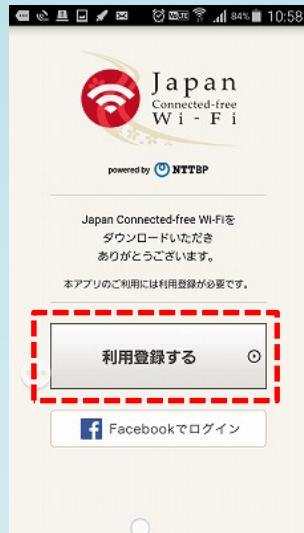 84% 10:58
Japan
Connected-free
Wi-Fi
powered by NTTBP
Japan Connected-free Wi-Fiを
ダウンロードいただき
ありがとうございます。
本アプリのご利用には利用登録が必要です。
利用登録する
Facebookでログイン